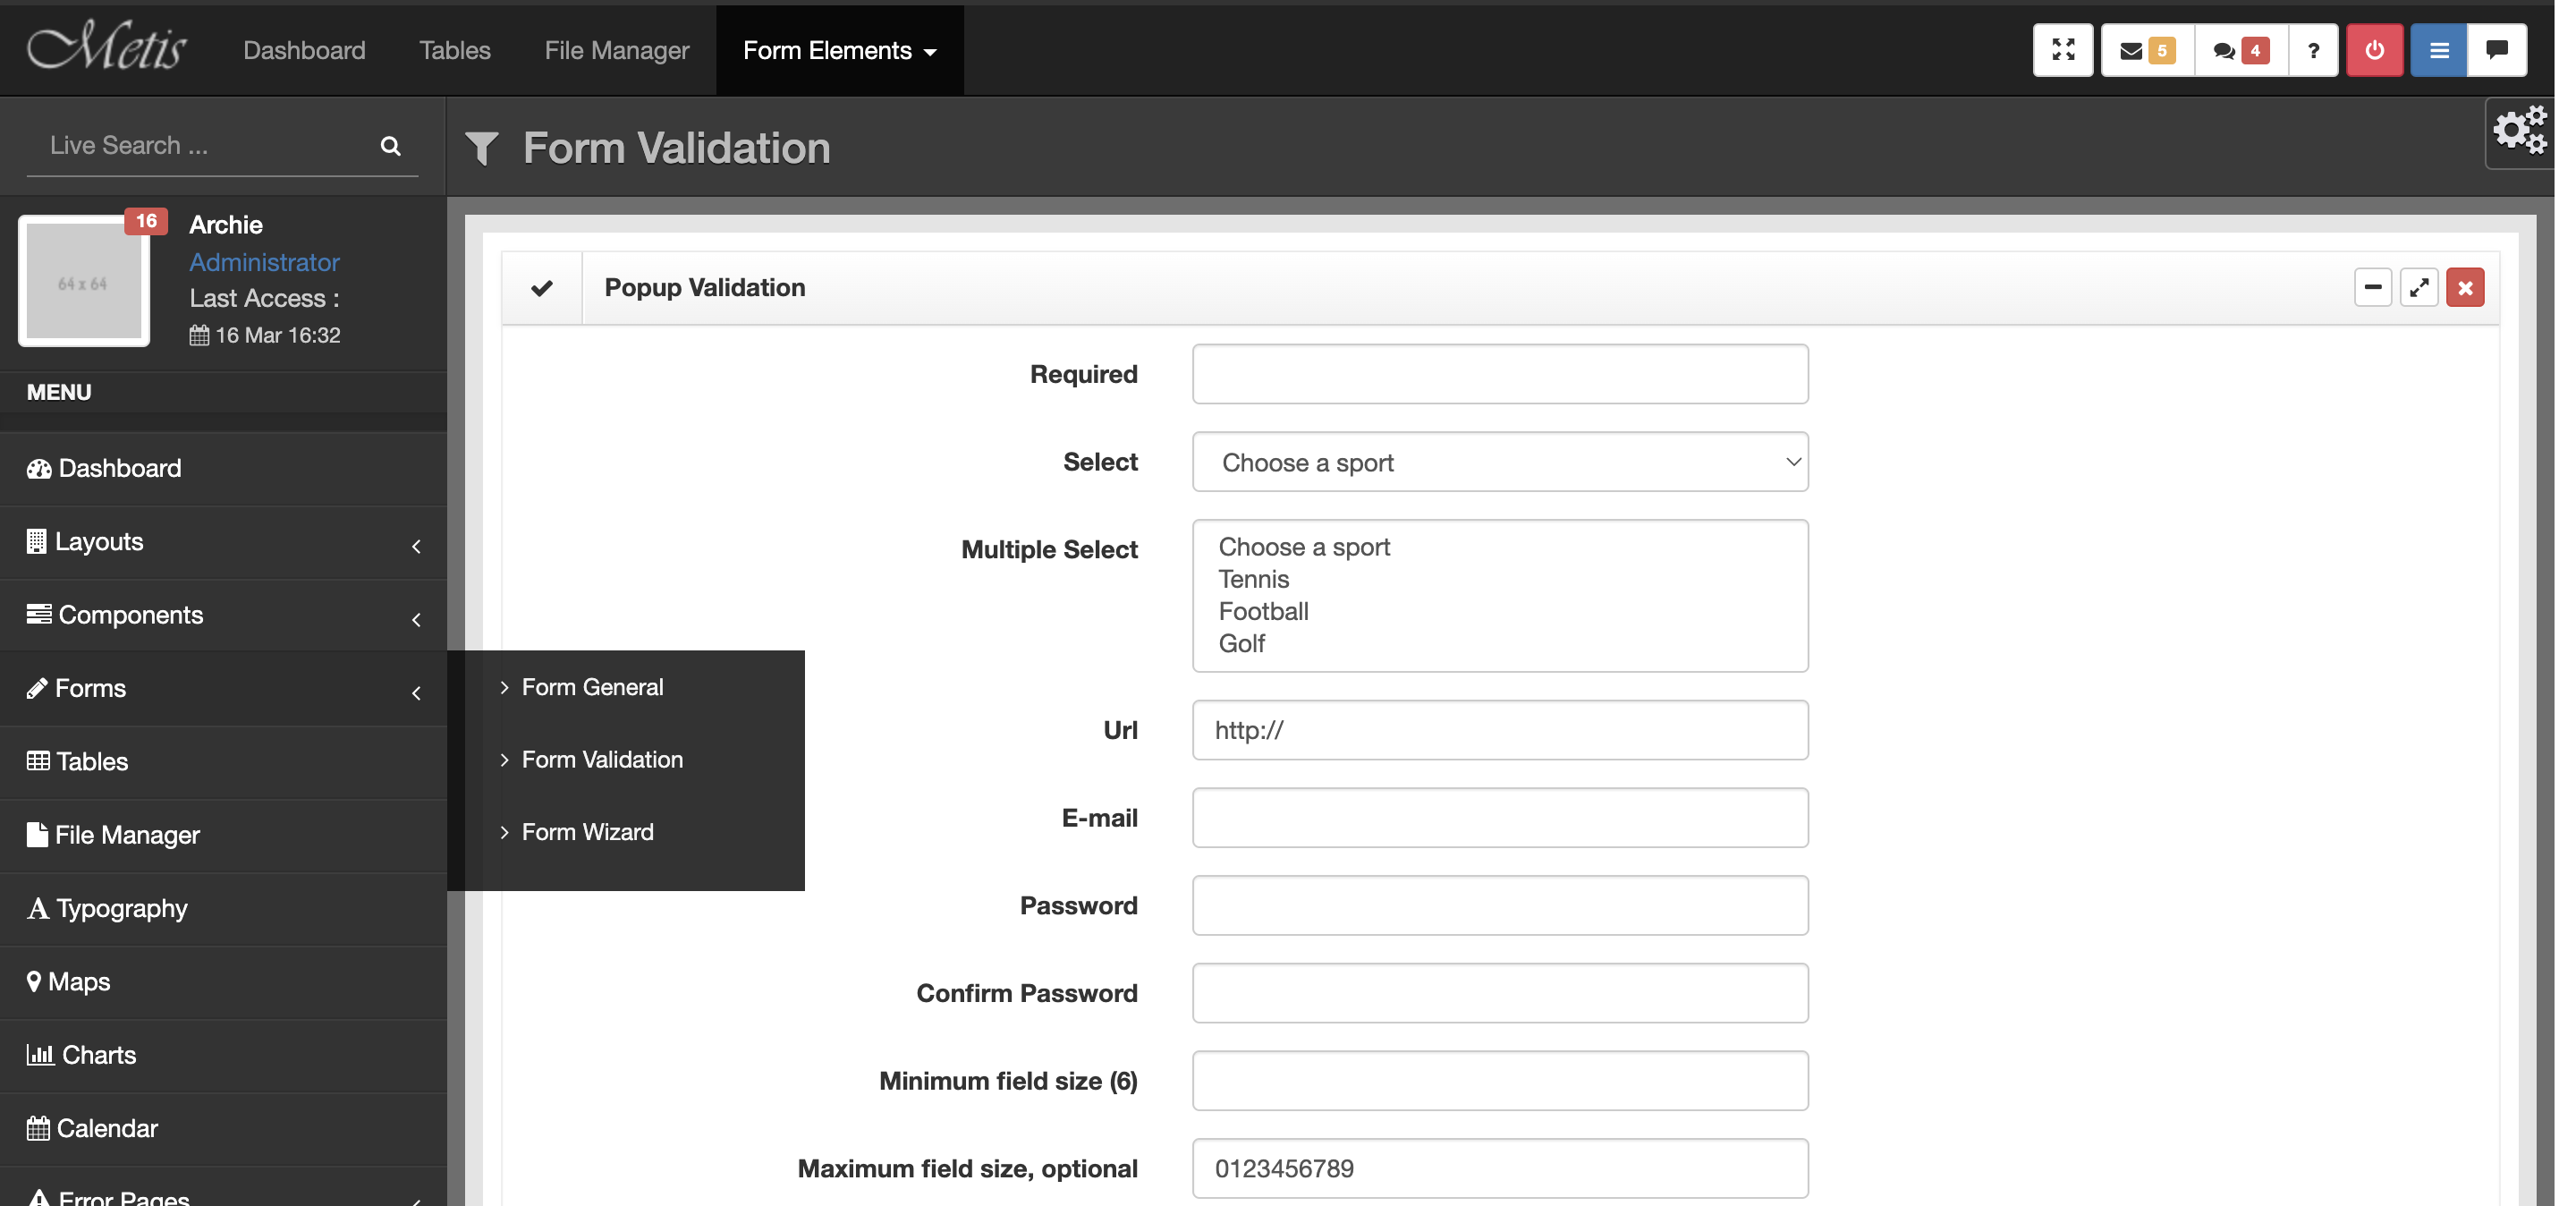 Metis
Dashboard
Tables
File Manager
Form Elements
5
4
?
Live Search ...
Form Validation
64 x 64
16
Archie
Administrator
Last Access :
16 Mar 16:32
MENU
Dashboard
Layouts
Components
Forms
Tables
File Manager
Typography
Maps
Charts
Calendar
Error Pages
Form General
Form Validation
Form Wizard
Popup Validation
Required
Select
Choose a sport
Multiple Select
Choose a sport
Tennis
Football
Golf
Url
http://
E-mail
Password
Confirm Password
Minimum field size (6)
Maximum field size, optional
0123456789